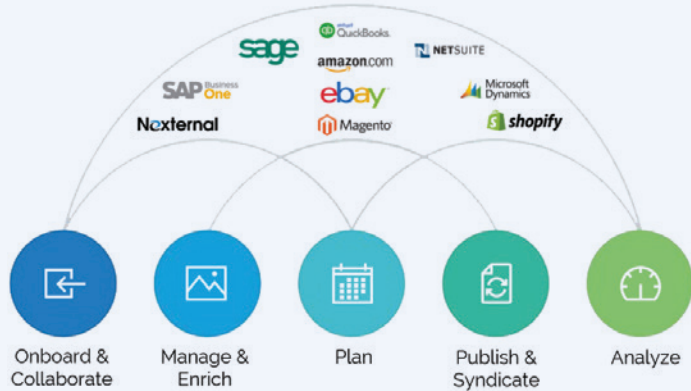 intuit
QuickBooks.
sage
NETSUITE
amazon.com
SAP Business
One
ebay
Microsoft
Dynamics
Nexternal
Magento
shopify
Onboard &
Collaborate
Manage &
Enrich
Plan
Publish &
Syndicate
Analyze